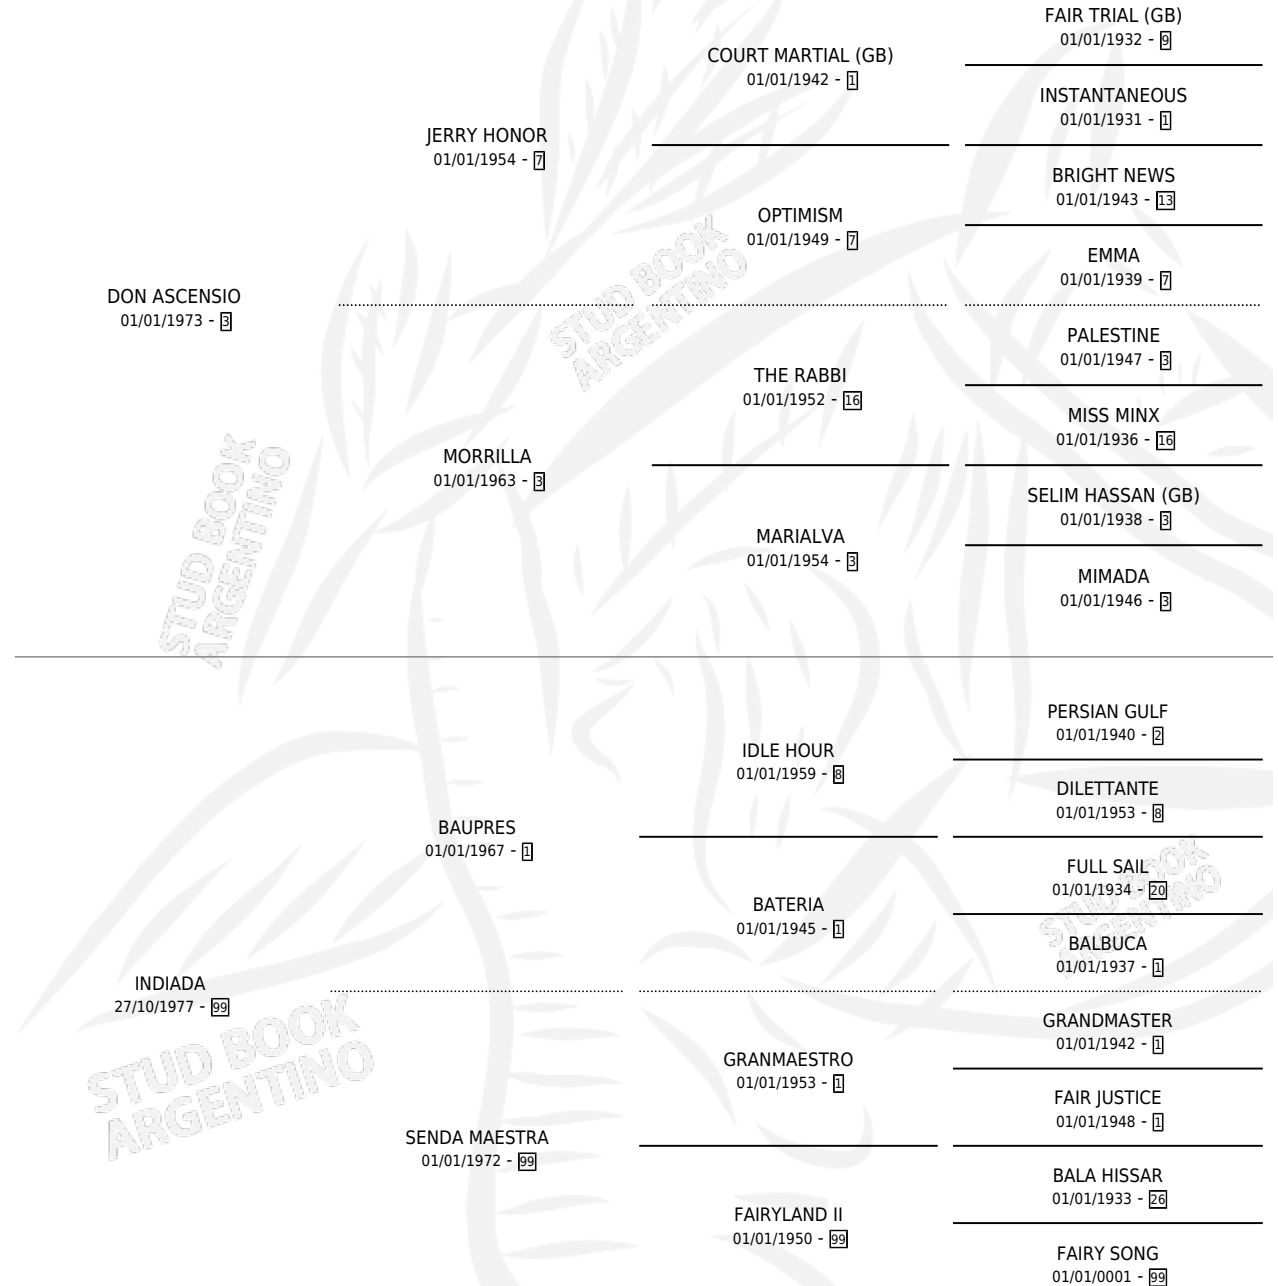 FAIR TRIAL (GB)
01/01/1932 - 9
COURT MARTIAL (GB)
01/01/1942 - 1
INSTANTANEOUS
01/01/1931 - 1
JERRY HONOR
01/01/1954 - 7
BRIGHT NEWS
01/01/1943 - 13
OPTIMISM
01/01/1949 - 7
EMMA
01/01/1939 - 7
DON ASCENSIO
01/01/1973 - 3
PALESTINE
01/01/1947 - 3
THE RABBI
01/01/1952 - 16
MISS MINX
01/01/1936 - 16
MORRILLA
01/01/1963 - 3
SELIM HASSAN (GB)
01/01/1938 - 3
MARIALVA
01/01/1954 - 3
MIMADA
01/01/1946 - 3
PERSIAN GULF
01/01/1940 - 2
IDLE HOUR
01/01/1959 - 8
DILETTANTE
01/01/1953 - 8
BAUPRES
01/01/1967 - 1
FULL SAIL
01/01/1934 - 20
BATERIA
01/01/1945 - 1
BALBUCA
01/01/1937 - 1
INDIADA
27/10/1977 - 99
GRANDMASTER
01/01/1942 - 1
GRANMAESTRO
01/01/1953 - 1
FAIR JUSTICE
01/01/1948 - 1
SENDA MAESTRA
01/01/1972 - 99
BALA HISSAR
01/01/1933 - 26
FAIRYLAND II
01/01/1950 - 99
FAIRY SONG
01/01/0001 - 99
STUD BOOK
ARGENTINO
STUD BOOK
ARGENTINO
STUD BOOK
ARGENTINO
STUD BOOK
ARGENTINO